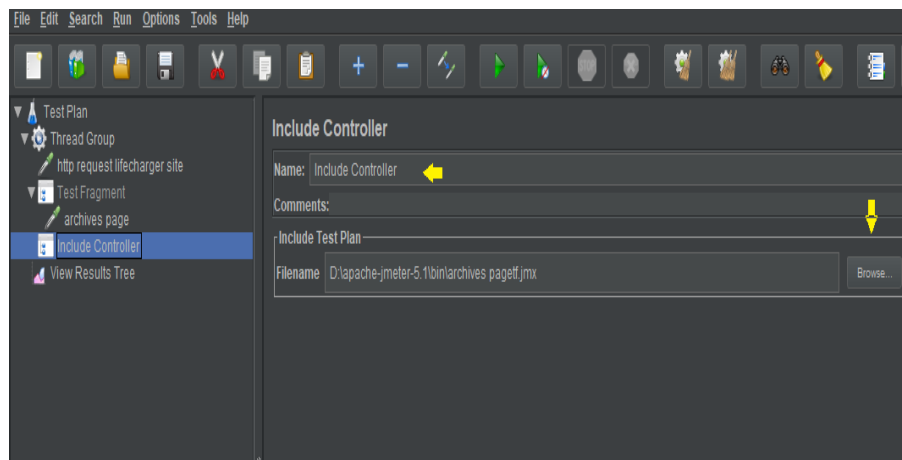 File Edit Search Run Options Tools Help
Test Plan
Thread Group
http request lifecharger site
Test Fragment
archives page
Include Controller
View Results Tree
Include Controller
Name: Include Controller
Comments:
Include Test Plan
Filename D:\apache-jmeter-5.1\bin\archives pagetf.jmx Browse...